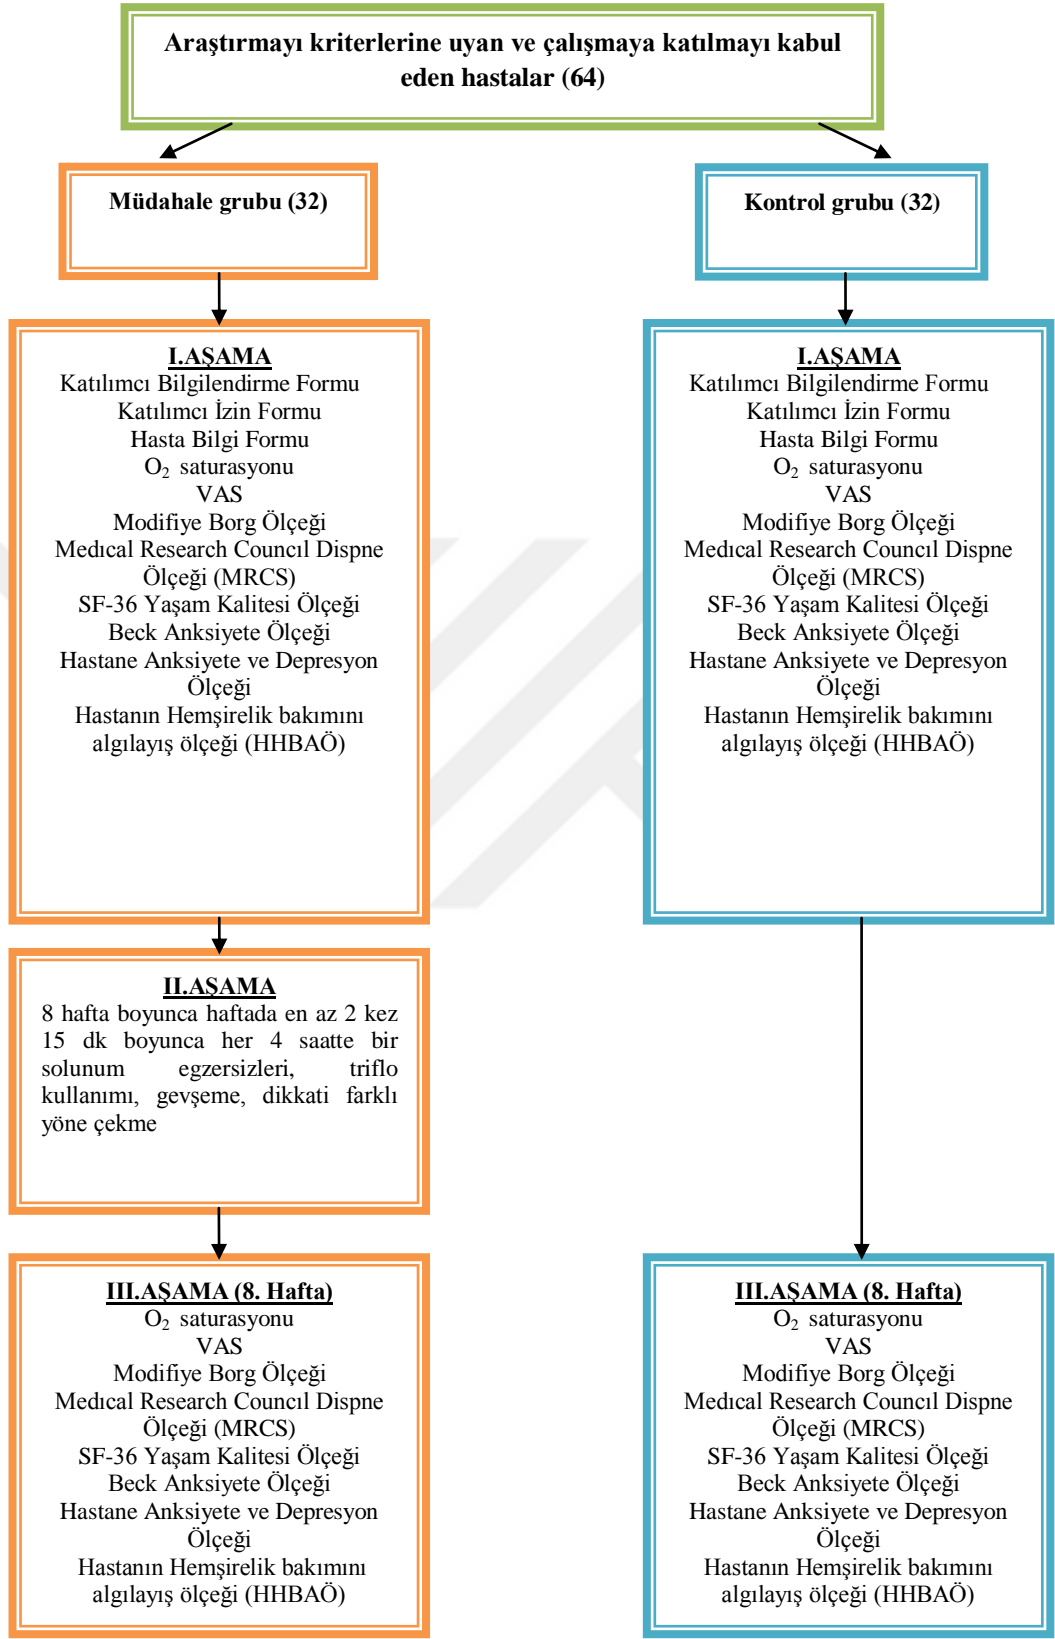 Araştırmayı kriterlerine uyan ve çalışmaya katılmayı kabul
eden hastalar (64)
Müdahale grubu (32)
Kontrol grubu (32)
I.AŞAMA
Katılımcı Bilgilendirme Formu
Katılımcı İzin Formu
Hasta Bilgi Formu
O₂ saturasyonu
VAS
Modifiye Borg Ölçeği
Medıcal Research Councıl Dispne
Ölçeği (MRCS)
SF-36 Yaşam Kalitesi Ölçeği
Beck Anksiyete Ölçeği
Hastane Anksiyete ve Depresyon
Ölçeği
Hastanın Hemşirelik bakımını
algılayış ölçeği (HHBAÖ)
I.AŞAMA
Katılımcı Bilgilendirme Formu
Katılımcı İzin Formu
Hasta Bilgi Formu
O₂ saturasyonu
VAS
Modifiye Borg Ölçeği
Medıcal Research Councıl Dispne
Ölçeği (MRCS)
SF-36 Yaşam Kalitesi Ölçeği
Beck Anksiyete Ölçeği
Hastane Anksiyete ve Depresyon
Ölçeği
Hastanın Hemşirelik bakımını
algılayış ölçeği (HHBAÖ)
II.AŞAMA
8 hafta boyunca haftada en az 2 kez
15 dk boyunca her 4 saatte bir
solunum egzersizleri, triflo
kullanımı, gevşeme, dikkati farklı
yöne çekme
III.AŞAMA (8. Hafta)
O₂ saturasyonu
VAS
Modifiye Borg Ölçeği
Medıcal Research Councıl Dispne
Ölçeği (MRCS)
SF-36 Yaşam Kalitesi Ölçeği
Beck Anksiyete Ölçeği
Hastane Anksiyete ve Depresyon
Ölçeği
Hastanın Hemşirelik bakımını
algılayış ölçeği (HHBAÖ)
III.AŞAMA (8. Hafta)
O₂ saturasyonu
VAS
Modifiye Borg Ölçeği
Medıcal Research Councıl Dispne
Ölçeği (MRCS)
SF-36 Yaşam Kalitesi Ölçeği
Beck Anksiyete Ölçeği
Hastane Anksiyete ve Depresyon
Ölçeği
Hastanın Hemşirelik bakımını
algılayış ölçeği (HHBAÖ)